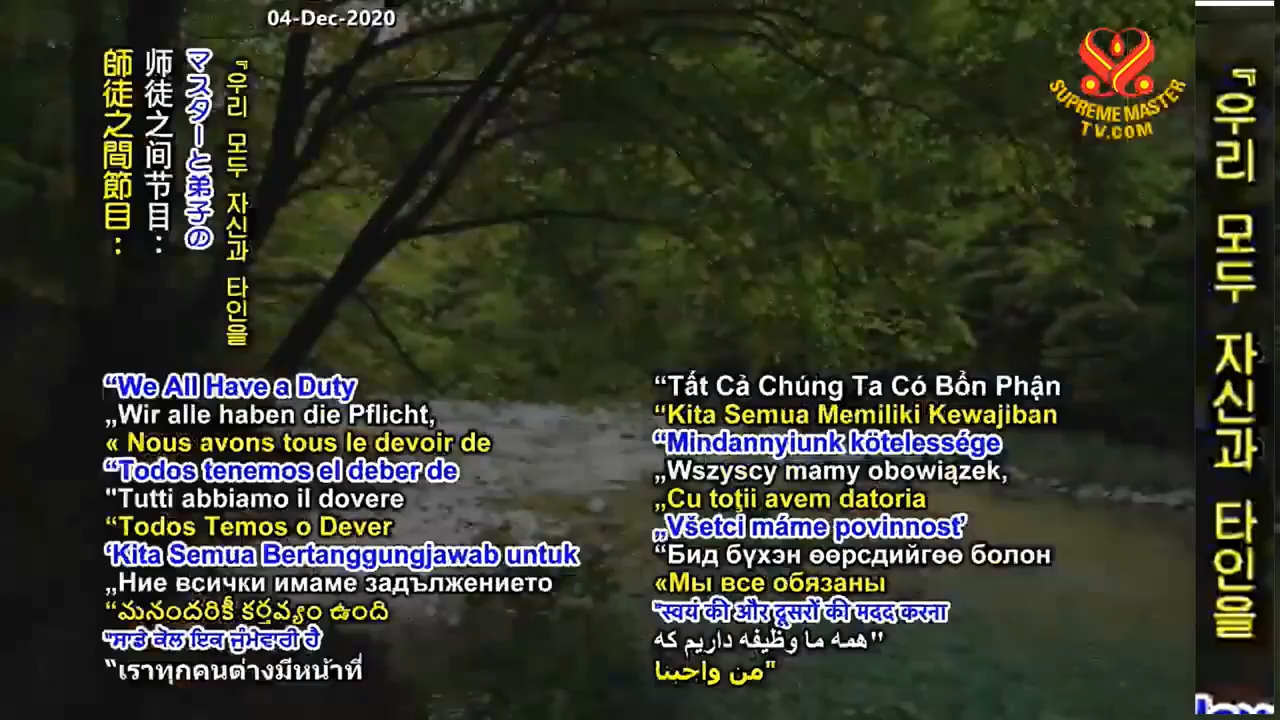 04-Dec-2020
SUPREME MASTER
TV.COM
『우리 모두 자신과 타인을
マスターと弟子の
师徒之间节目：
師徒之間節目：
“We All Have a Duty
„Wir alle haben die Pflicht,
« Nous avons tous le devoir de
“Todos tenemos el deber de
"Tutti abbiamo il dovere
“Todos Temos o Dever
‘Kita Semua Bertanggungjawab untuk
„Ние всички имаме задължението
“మనందరికీ కర్తవ్యం ఉంది
"ਸਾਡੇ ਕੋਲ ਇਕ ਜੁੰਮੇਵਾਰੀ ਹੈ
“เราทุกคนต่างมีหน้าที่
“Tất Cả Chúng Ta Có Bổn Phận
“Kita Semua Memiliki Kewajiban
“Mindannyiunk kötelessége
„Wszyscy mamy obowiązek,
„Cu toţii avem datoria
„Všetci máme povinnosť
“Бид бүхэн өөрсдийгөө болон
«Мы все обязаны
"स्वयं की और दूसरों की मदद करना
"همه ما وظیفه داریم که
"من واجبنا
『우리 모두 자신과 타인을